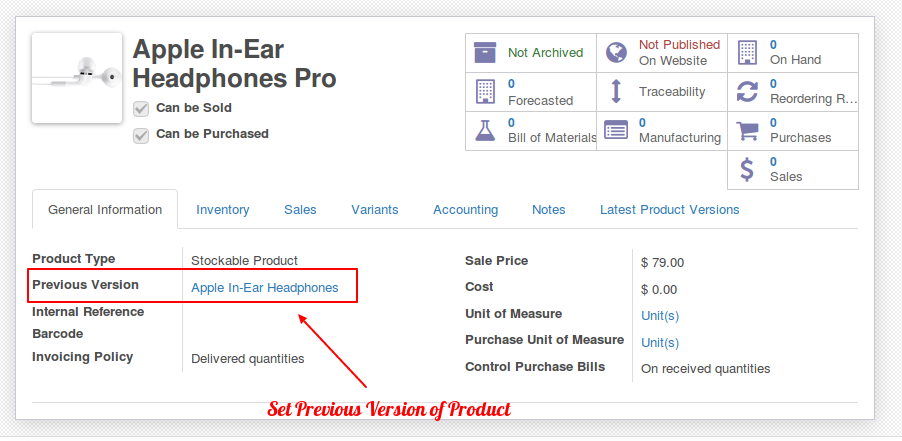 Apple In-Ear
Headphones Pro
Can be Sold
Can be Purchased
Not Archived
Not Published
On Website
0
On Hand
0
Forecasted
Traceability
0
Reordering R...
0
Bill of Materials
0
Manufacturing
0
Purchases
0
Sales
General Information
Inventory
Sales
Variants
Accounting
Notes
Latest Product Versions
Product Type
Stockable Product
Previous Version
Apple In-Ear Headphones
Internal Reference
Barcode
Invoicing Policy
Delivered quantities
Sale Price
$ 79.00
Cost
$ 0.00
Unit of Measure
Unit(s)
Purchase Unit of Measure
Unit(s)
Control Purchase Bills
On received quantities
Set Previous Version of Product